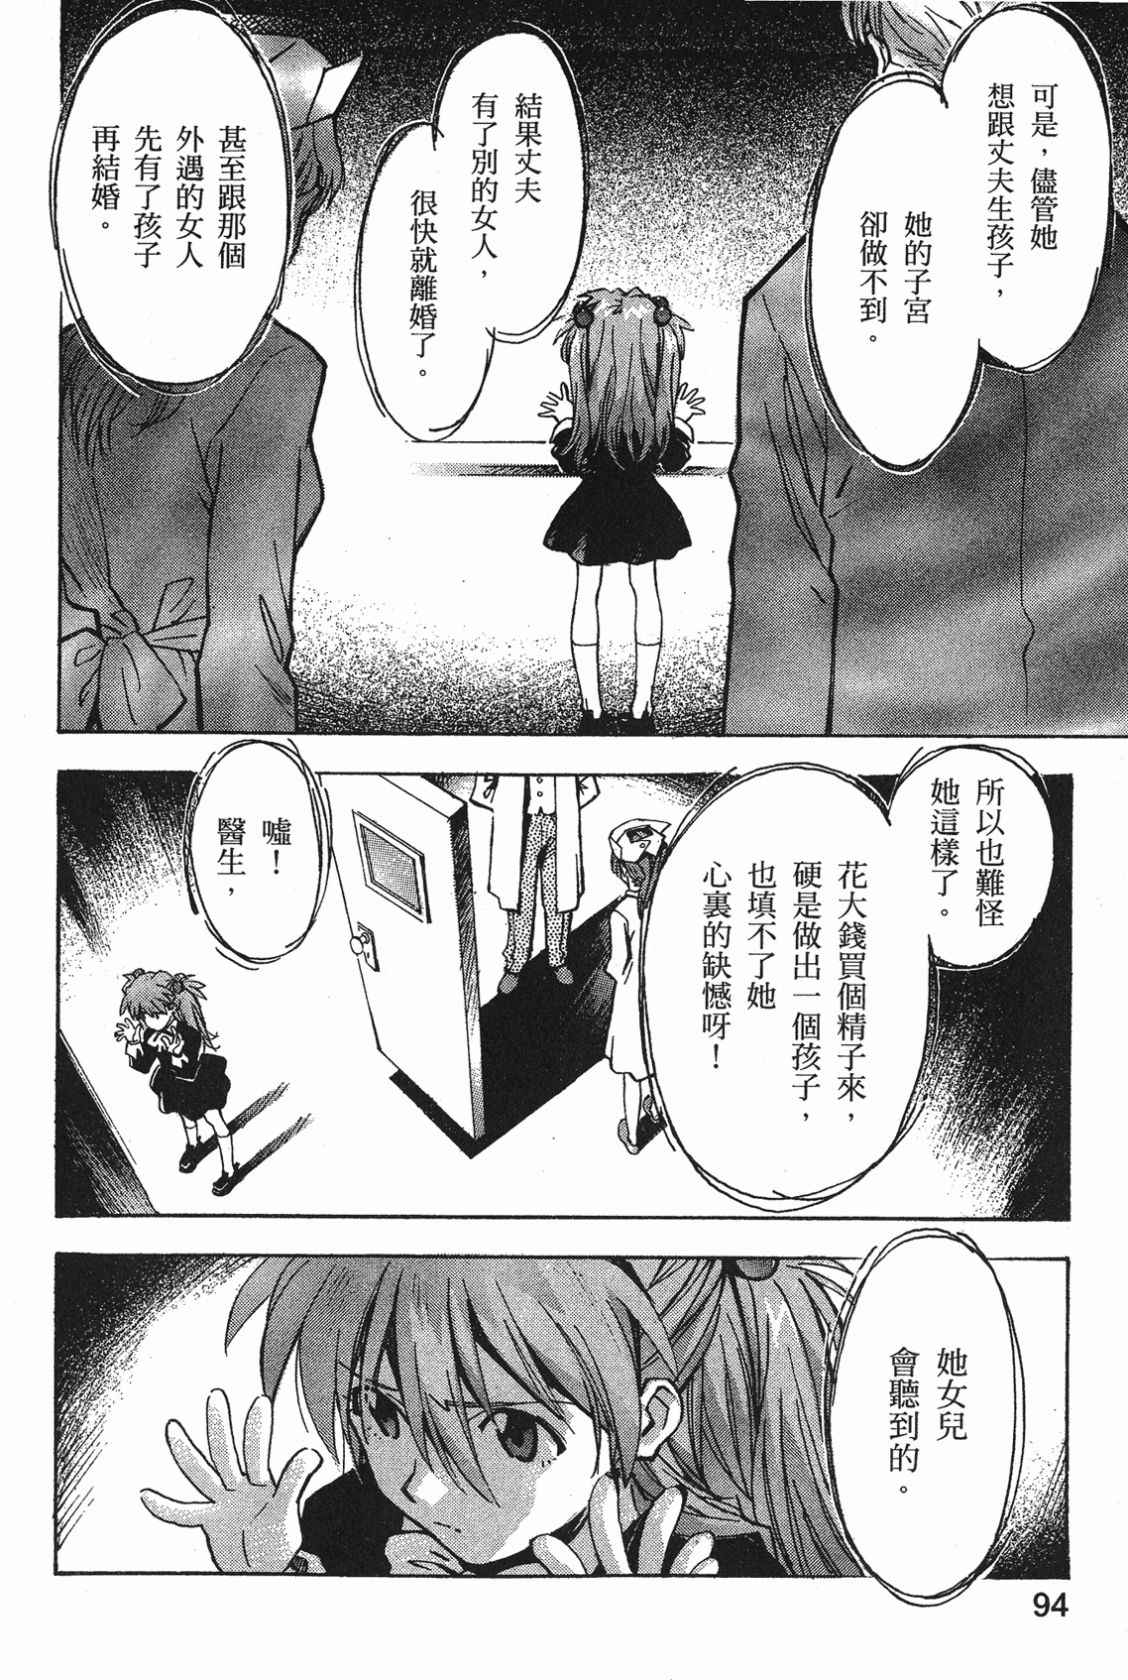 可是，儘管她
想跟丈夫生孩子，
她的子宮
卻做不到。
結果丈夫
有了別的女人，
很快就離婚了。
甚至跟那個
外遇的女人
先有了孩子
再結婚。
所以也難怪
她這樣了。
花大錢買個精子來，
硬是做出一個孩子，
也填不了她
心裏的缺憾呀！
噓！
醫生，
她女兒
會聽到的。
94